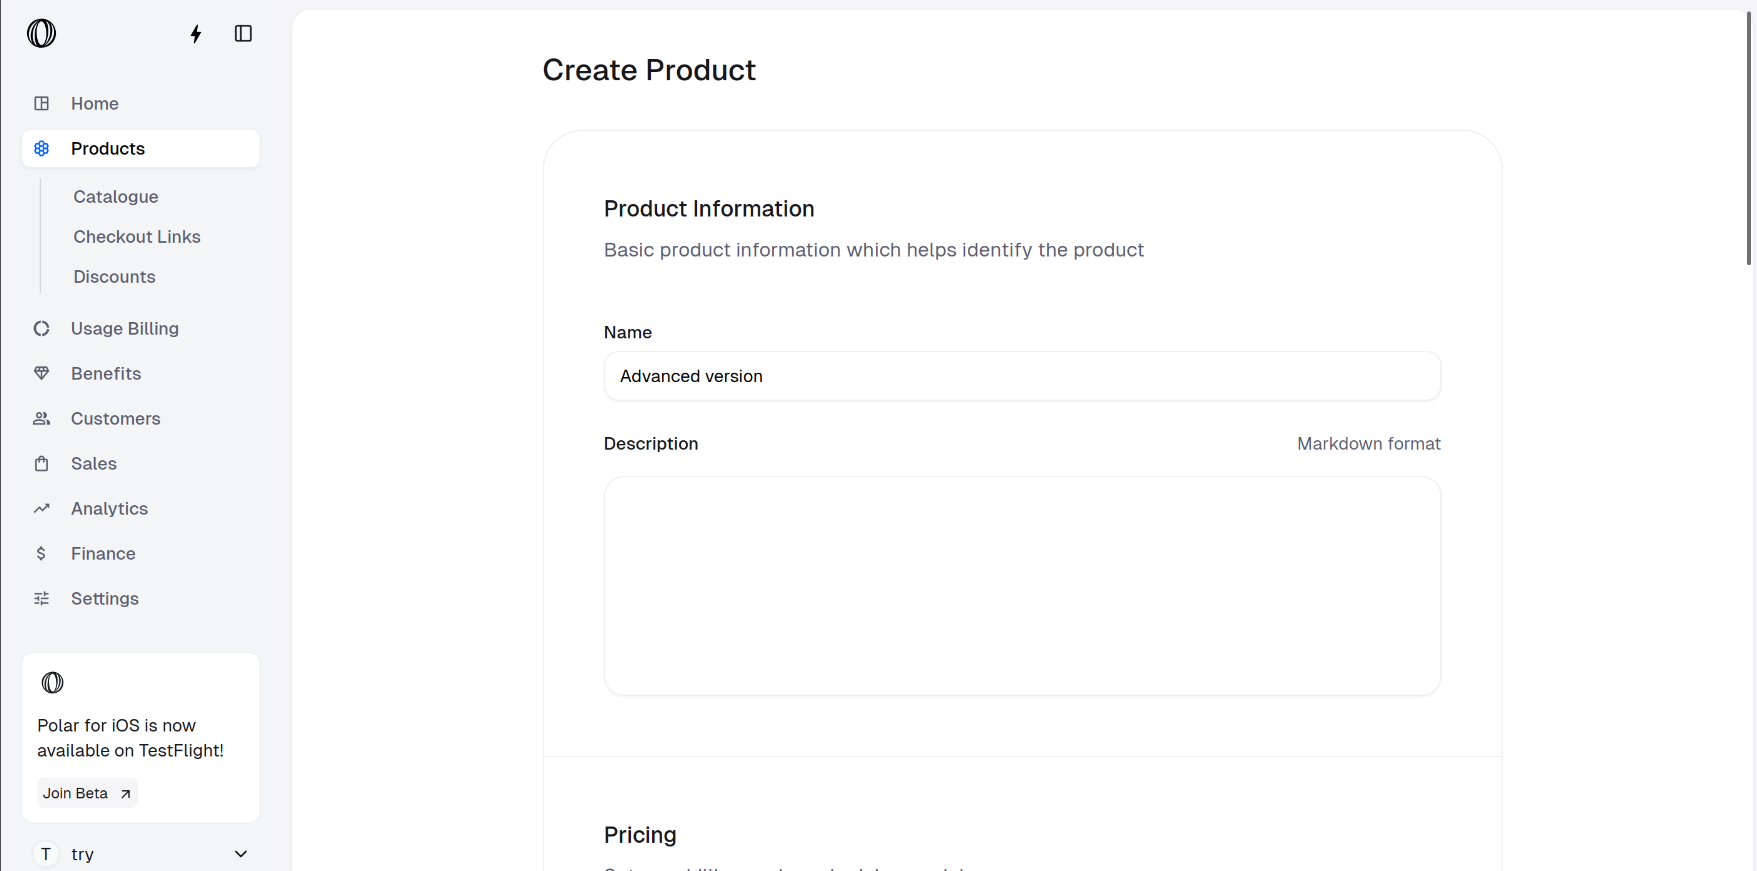 Home
Products
Catalogue
Checkout Links
Discounts
Usage Billing
Benefits
Customers
Sales
Analytics
Finance
Settings
Polar for iOS is now
available on TestFlight!
Join Beta
T try
Create Product
Product Information
Basic product information which helps identify the product
Name
Advanced version
Description Markdown format
Pricing